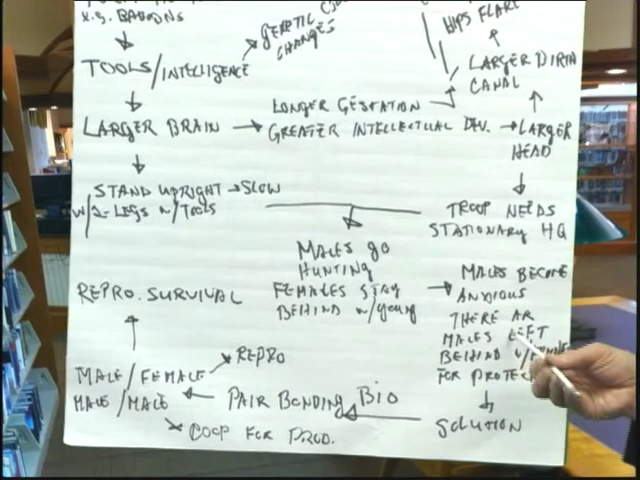 E.G. BABOONS
TOOLS/INTELLIGENCE
GENETIC
CHANGES
HIPS FLARE
LARGER BIRTH
CANAL
LARGER BRAIN
LONGER GESTATION
GREATER INTELLECTUAL DEV.
LARGER
HEAD
STAND UPRIGHT → SLOW
W/2-LEGS W/TOOLS
TROOP NEEDS
STATIONARY HQ
MALES GO
HUNTING
FEMALES STAY
BEHIND W/YOUNG
MALES BECOME
ANXIOUS
THERE AR
MALES LEFT
BEHIND
FOR PROTEC
SOLUTION
PAIR BONDING BIO
MALE/FEMALE
MALE/MALE
REPRO
COOP FOR PROD.
REPRO. SURVIVAL